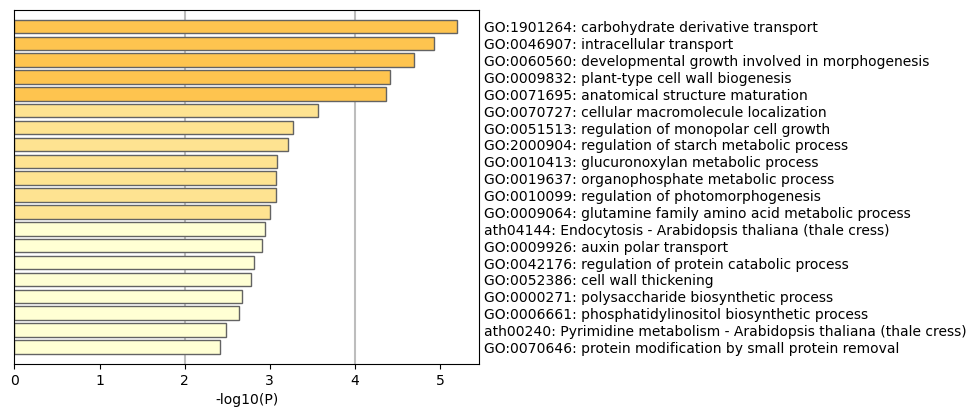 GO:1901264: carbohydrate derivative transport
GO:0046907: intracellular transport
GO:0060560: developmental growth involved in morphogenesis
GO:0009832: plant-type cell wall biogenesis
GO:0071695: anatomical structure maturation
GO:0070727: cellular macromolecule localization
GO:0051513: regulation of monopolar cell growth
GO:2000904: regulation of starch metabolic process
GO:0010413: glucuronoxylan metabolic process
GO:0019637: organophosphate metabolic process
GO:0010099: regulation of photomorphogenesis
GO:0009064: glutamine family amino acid metabolic process
ath04144: Endocytosis - Arabidopsis thaliana (thale cress)
GO:0009926: auxin polar transport
GO:0042176: regulation of protein catabolic process
GO:0052386: cell wall thickening
GO:0000271: polysaccharide biosynthetic process
GO:0006661: phosphatidylinositol biosynthetic process
ath00240: Pyrimidine metabolism - Arabidopsis thaliana (thale cress)
GO:0070646: protein modification by small protein removal
0 1 2 3 4 5
-log10(P)